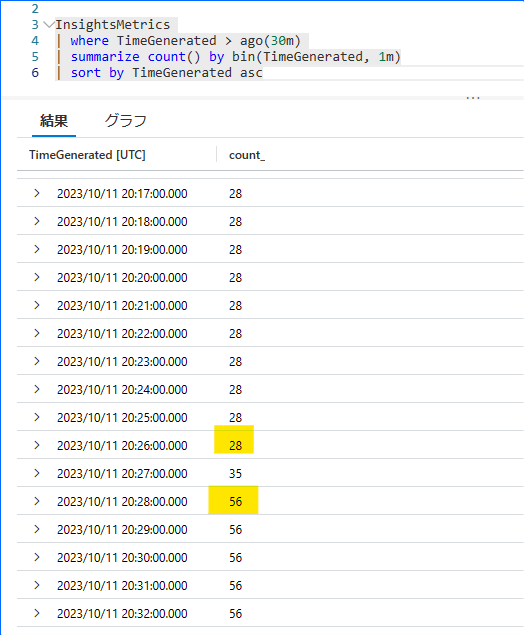 2
3 InsightsMetrics
4 | where TimeGenerated > ago(30m)
5 | summarize count() by bin(TimeGenerated, 1m)
6 | sort by TimeGenerated asc
...
結果 グラフ
TimeGenerated [UTC] count_
> 2023/10/11 20:17:00.000 28
> 2023/10/11 20:18:00.000 28
> 2023/10/11 20:19:00.000 28
> 2023/10/11 20:20:00.000 28
> 2023/10/11 20:21:00.000 28
> 2023/10/11 20:22:00.000 28
> 2023/10/11 20:23:00.000 28
> 2023/10/11 20:24:00.000 28
> 2023/10/11 20:25:00.000 28
> 2023/10/11 20:26:00.000 28
> 2023/10/11 20:27:00.000 35
> 2023/10/11 20:28:00.000 56
> 2023/10/11 20:29:00.000 56
> 2023/10/11 20:30:00.000 56
> 2023/10/11 20:31:00.000 56
> 2023/10/11 20:32:00.000 56